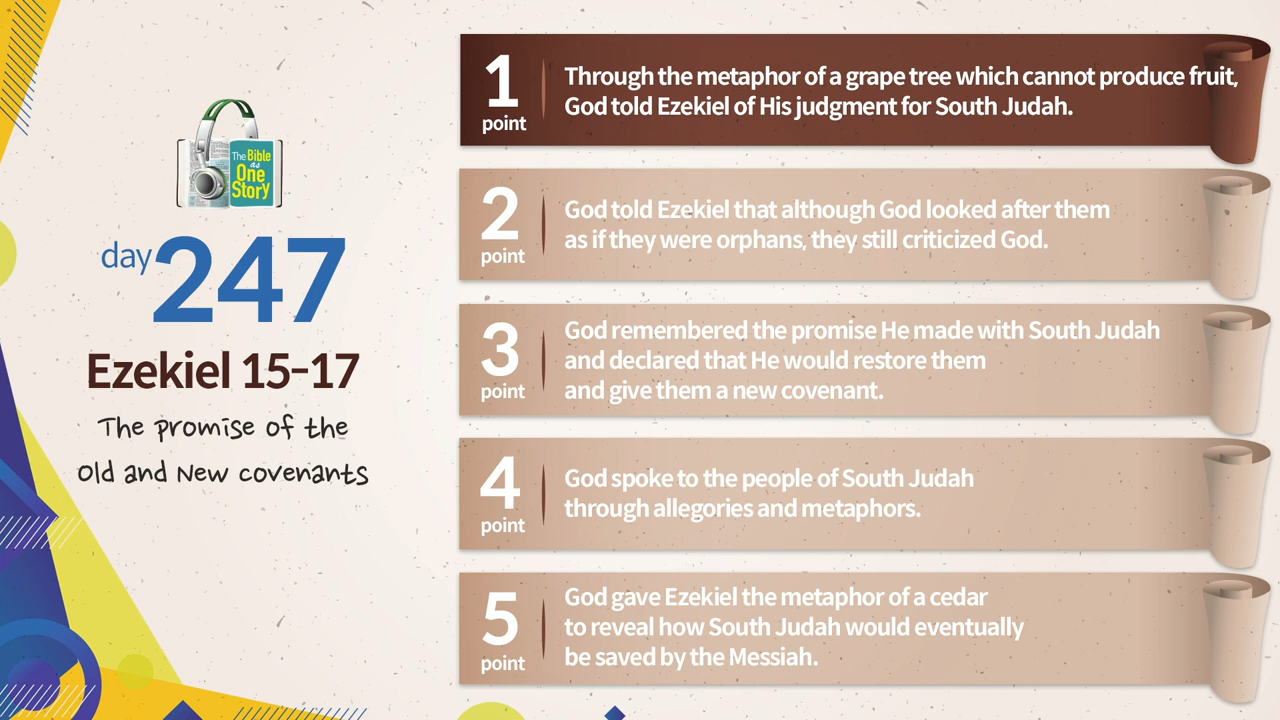 The Bible
as
One
Story
day 247
Ezekiel 15-17
The promise of the
Old and New covenants
1
point
Through the metaphor of a grape tree which cannot produce fruit,
God told Ezekiel of His judgment for South Judah.
2
point
God told Ezekiel that although God looked after them
as if they were orphans, they still criticized God.
3
point
God remembered the promise He made with South Judah
and declared that He would restore them
and give them a new covenant.
4
point
God spoke to the people of South Judah
through allegories and metaphors.
5
point
God gave Ezekiel the metaphor of a cedar
to reveal how South Judah would eventually
be saved by the Messiah.